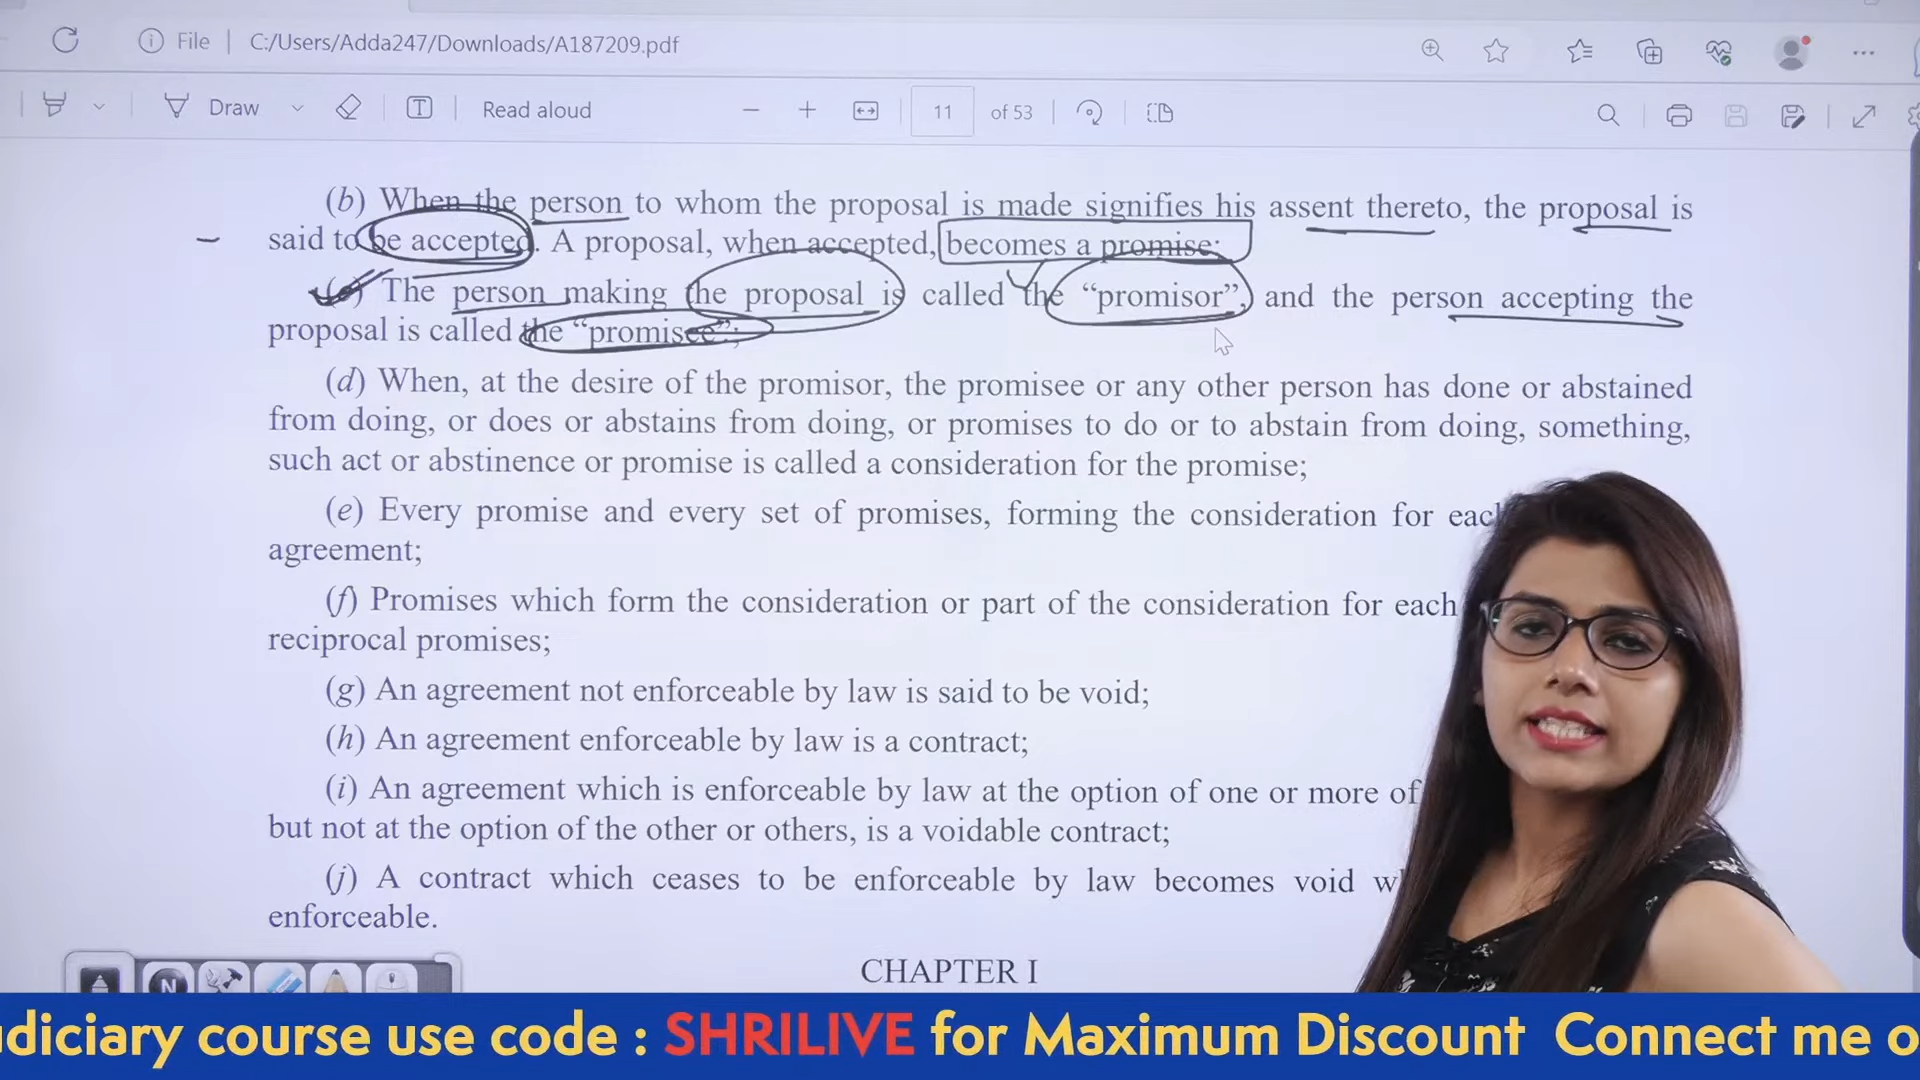 File | C:/Users/Adda247/Downloads/A187209.pdf
Draw Read aloud 11 of 53
(b) When the person to whom the proposal is made signifies his assent thereto, the proposal is
said to be accepted. A proposal, when accepted, becomes a promise;
(c) The person making the proposal is called the “promisor”, and the person accepting the
proposal is called the “promisee”;
(d) When, at the desire of the promisor, the promisee or any other person has done or abstained
from doing, or does or abstains from doing, or promises to do or to abstain from doing, something,
such act or abstinence or promise is called a consideration for the promise;
(e) Every promise and every set of promises, forming the consideration for
agreement;
(f) Promises which form the consideration or part of the consideration for each
reciprocal promises;
(g) An agreement not enforceable by law is said to be void;
(h) An agreement enforceable by law is a contract;
(i) An agreement which is enforceable by law at the option of one or more of
but not at the option of the other or others, is a voidable contract;
(j) A contract which ceases to be enforceable by law becomes void
enforceable.
CHAPTER I
N
udiciary course use code : SHRILIVE for Maximum Discount Connect me o